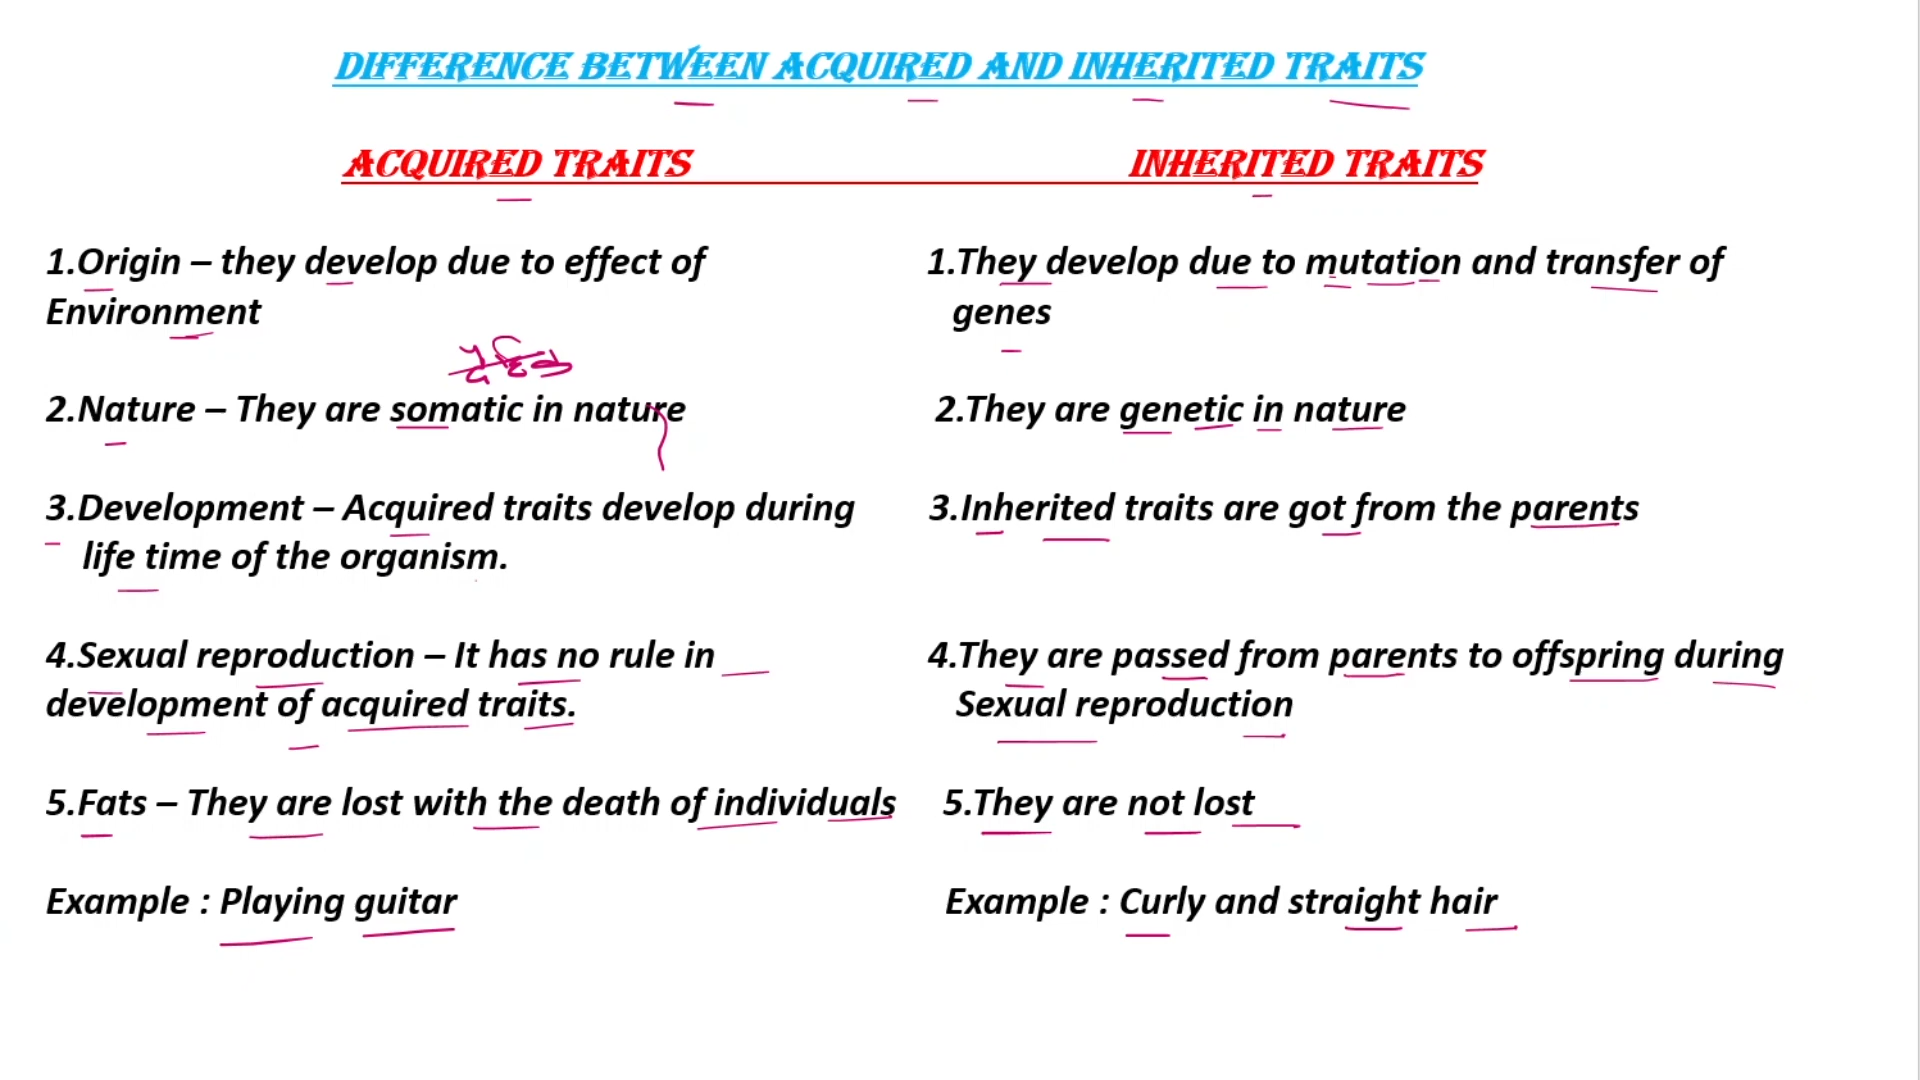 DIFFERENCE BETWEEN ACQUIRED AND INHERITED TRAITS
ACQUIRED TRAITS
INHERITED TRAITS
1.Origin – they develop due to effect of
Environment
1.They develop due to mutation and transfer of
genes
2.Nature – They are somatic in nature
2.They are genetic in nature
3.Development – Acquired traits develop during
life time of the organism.
3.Inherited traits are got from the parents
4.Sexual reproduction – It has no rule in
development of acquired traits.
4.They are passed from parents to offspring during
Sexual reproduction
5.Fats – They are lost with the death of individuals
5.They are not lost
Example : Playing guitar
Example : Curly and straight hair